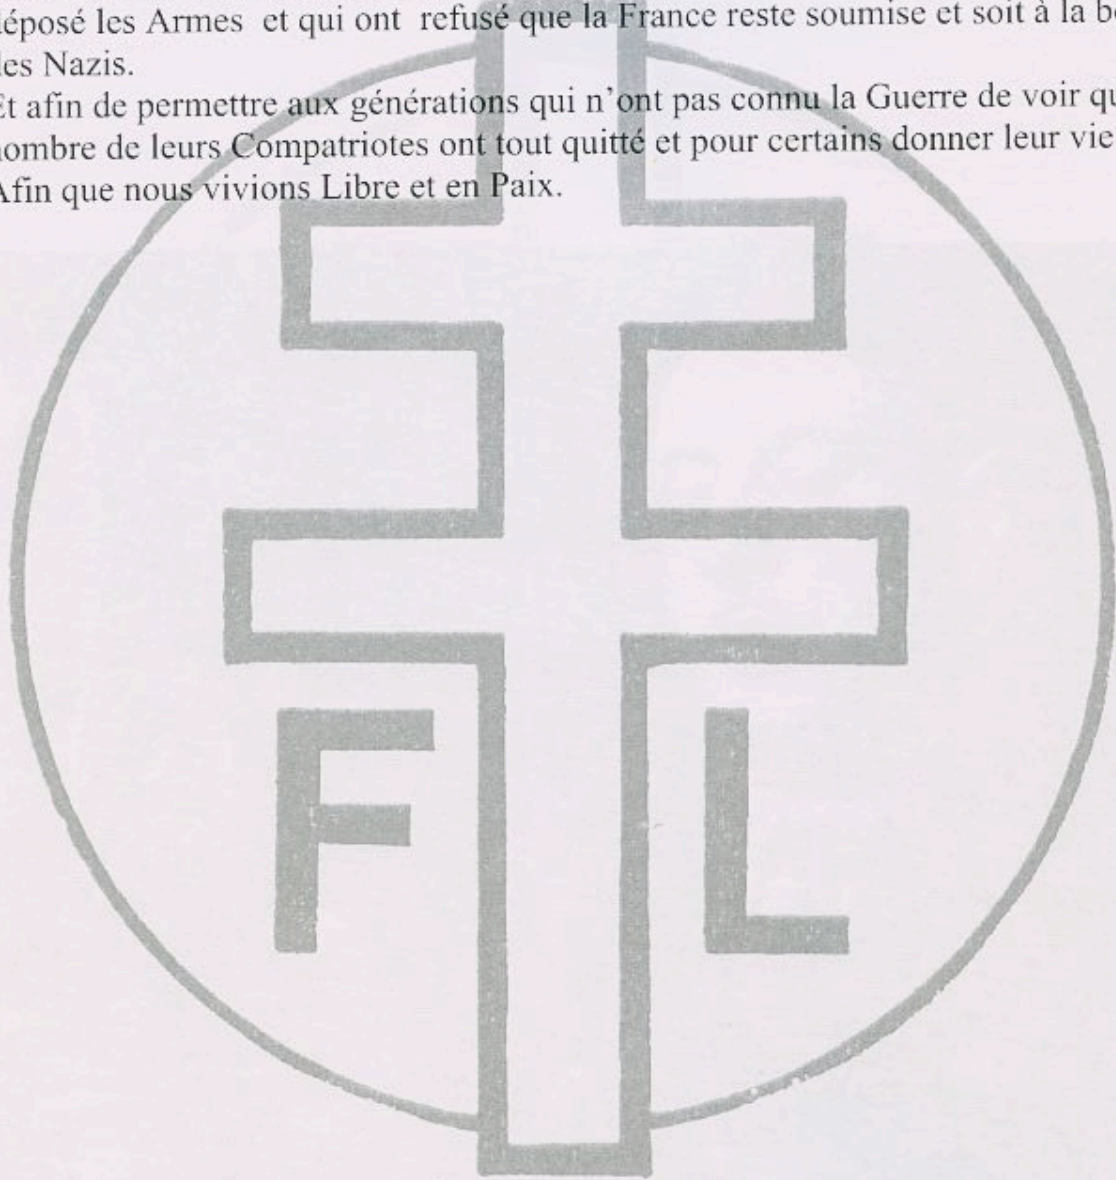 déposé les Armes et qui ont refusé que la France reste soumise et soit à la
des Nazis.
Et afin de permettre aux générations qui n'ont pas connu la Guerre de voir
nombre de leurs Compatriotes ont tout quitté et pour certains donner leur vie
Afin que nous vivions Libre et en Paix.
F L